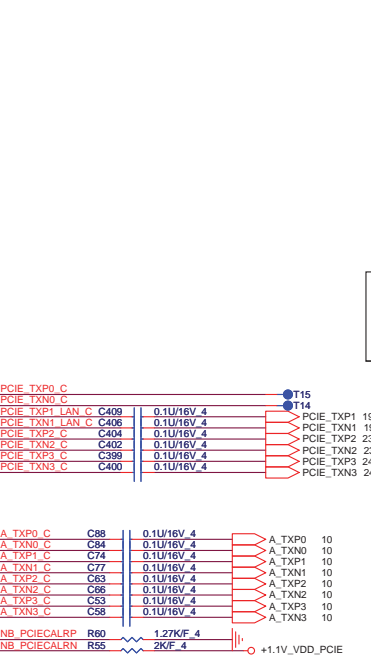 PCIE_TXP0_C T15
PCIE_TXN0_C T14
PCIE_TXP1_LAN_C C409 0.1U/16V_4 PCIE_TXP1 19
PCIE_TXN1_LAN_C C406 0.1U/16V_4 PCIE_TXN1 19
PCIE_TXP2_C C404 0.1U/16V_4 PCIE_TXP2 23
PCIE_TXN2_C C402 0.1U/16V_4 PCIE_TXN2 23
PCIE_TXP3_C C399 0.1U/16V_4 PCIE_TXP3 24
PCIE_TXN3_C C400 0.1U/16V_4 PCIE_TXN3 24
A_TXP0_C C88 0.1U/16V_4 A_TXP0 10
A_TXN0_C C84 0.1U/16V_4 A_TXN0 10
A_TXP1_C C74 0.1U/16V_4 A_TXP1 10
A_TXN1_C C77 0.1U/16V_4 A_TXN1 10
A_TXP2_C C63 0.1U/16V_4 A_TXP2 10
A_TXN2_C C66 0.1U/16V_4 A_TXN2 10
A_TXP3_C C53 0.1U/16V_4 A_TXP3 10
A_TXN3_C C58 0.1U/16V_4 A_TXN3 10
NB_PCIECALRP R60 1.27K/F_4
NB_PCIECALRN R55 2K/F_4 +1.1V_VDD_PCIE